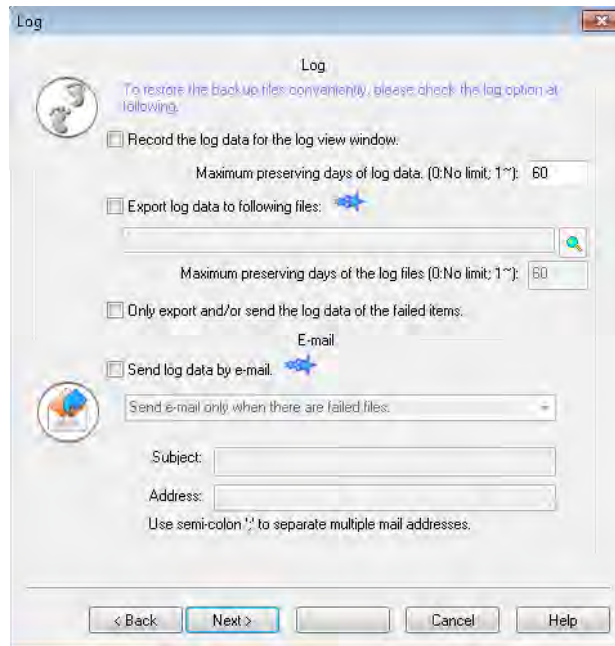 Log
Log
To restore the backup files conveniently, please check the log option at
following.
Record the log data for the log view window.
Maximum preserving days of log data. (0:No limit; 1~): 60
Export log data to following files:
Maximum preserving days of the log files (0:No limit; 1~): 60
Only export and/or send the log data of the failed items.
E-mail
Send log data by e-mail.
Send e-mail only when there are failed files.
Subject:
Address:
Use semi-colon ';' to separate multiple mail addresses.
< Back Next > Cancel Help